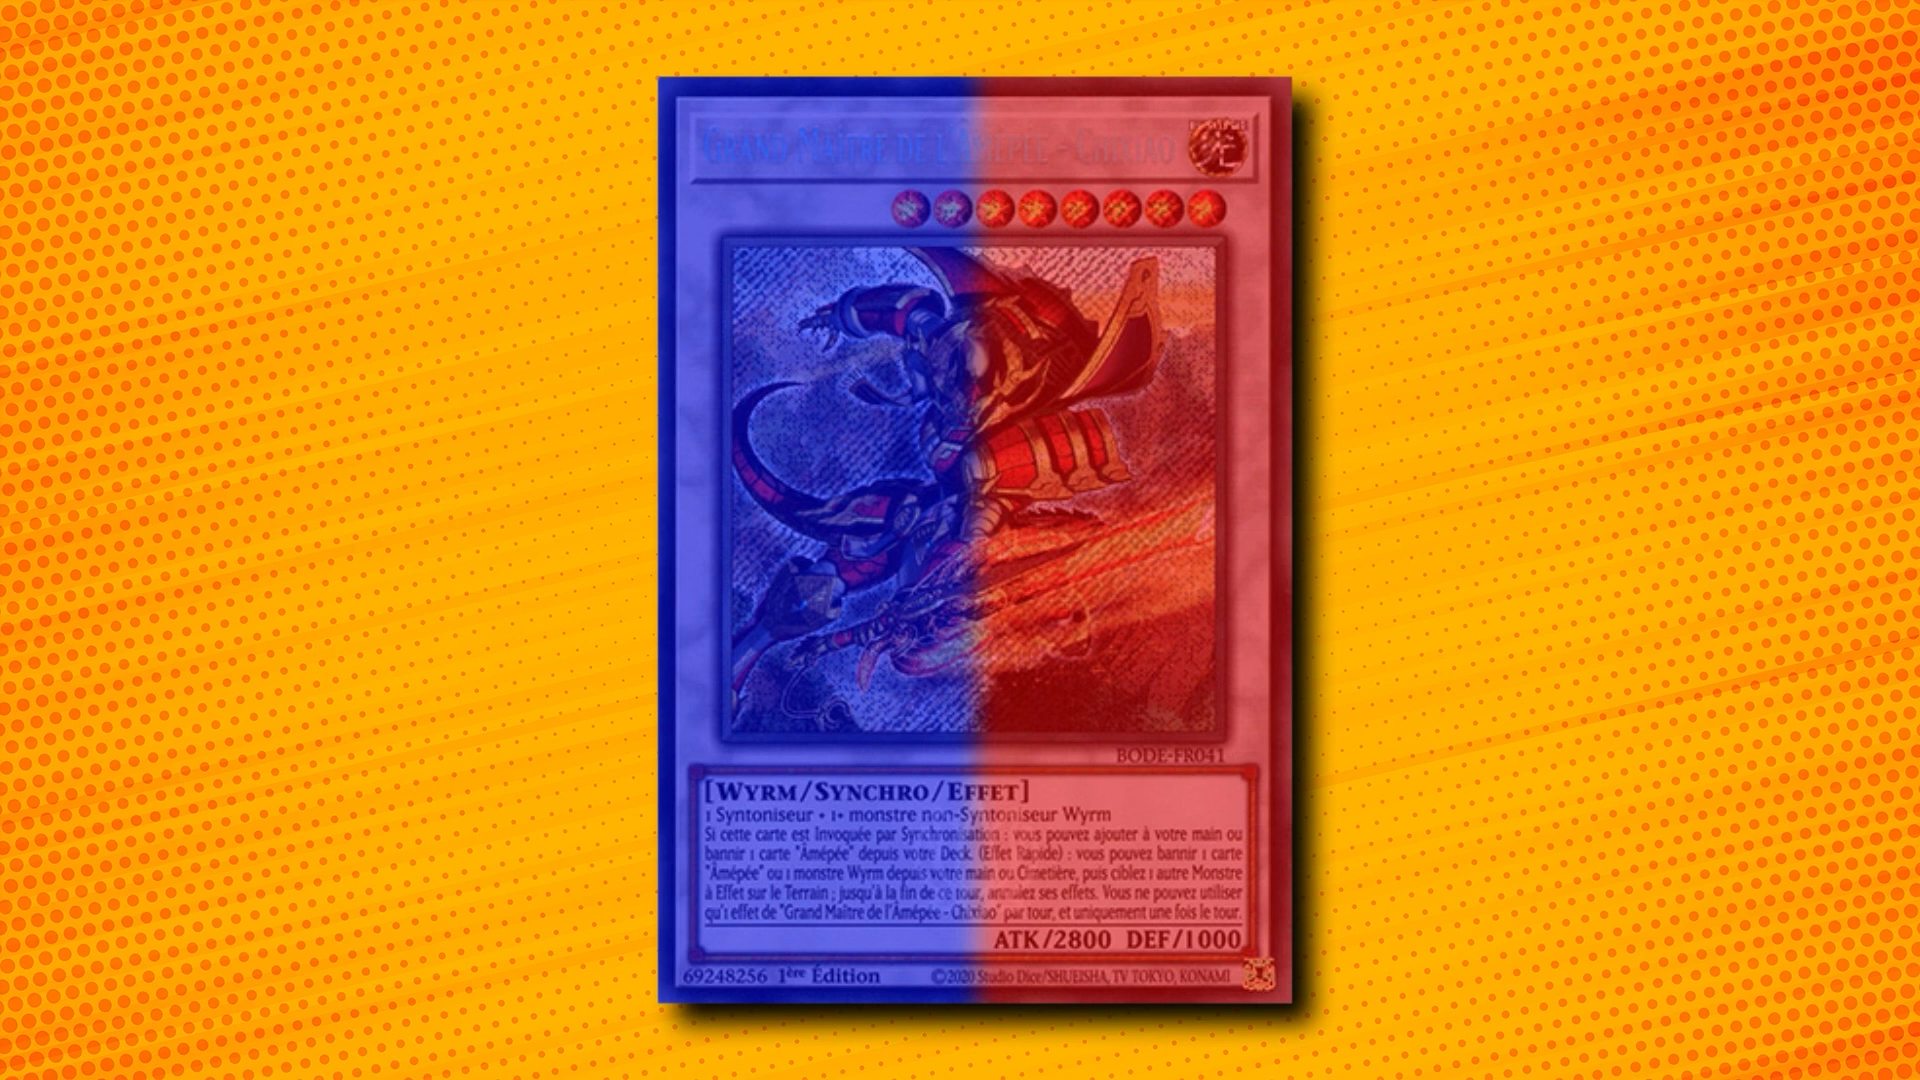 Grand Maître de l'Âmépée - Chixiao
BODE-FR041
[Wyrm/Synchro/Effet]
1 Syntoniseur + 1+ monstre non-Syntoniseur Wyrm
Si cette carte est Invoquée par Synchronisation : vous pouvez ajouter à votre main ou
bannir 1 carte "Âmépée" depuis votre Deck. (Effet Rapide) : vous pouvez bannir 1 carte
"Âmépée" ou 1 monstre Wyrm depuis votre main ou Cimetière, puis ciblez 1 autre Monstre
à Effet sur le Terrain ; jusqu'à la fin de ce tour, annulez ses effets. Vous ne pouvez utiliser
qu'1 effet de "Grand Maître de l'Âmépée - Chixiao" par tour, et uniquement une fois le tour.
ATK/2800 DEF/1000
69248256 1ère Édition ©2020 Studio Dice/SHUEISHA, TV TOKYO, KONAMI